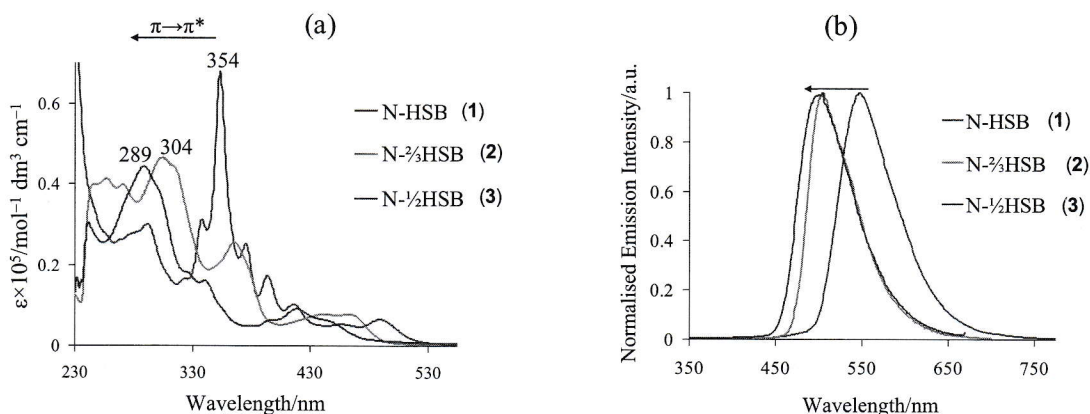 (a)
π→π*
354
289
304
N-HSB (1)
N-⅔HSB (2)
N-½HSB (3)
ε×10⁵/mol⁻¹ dm³ cm⁻¹
0.6
0.4
0.2
0
230
330
430
530
Wavelength/nm
(b)
N-HSB (1)
N-⅔HSB (2)
N-½HSB (3)
Normalised Emission Intensity/a.u.
1
0.8
0.6
0.4
0.2
0
350
450
550
650
750
Wavelength/nm